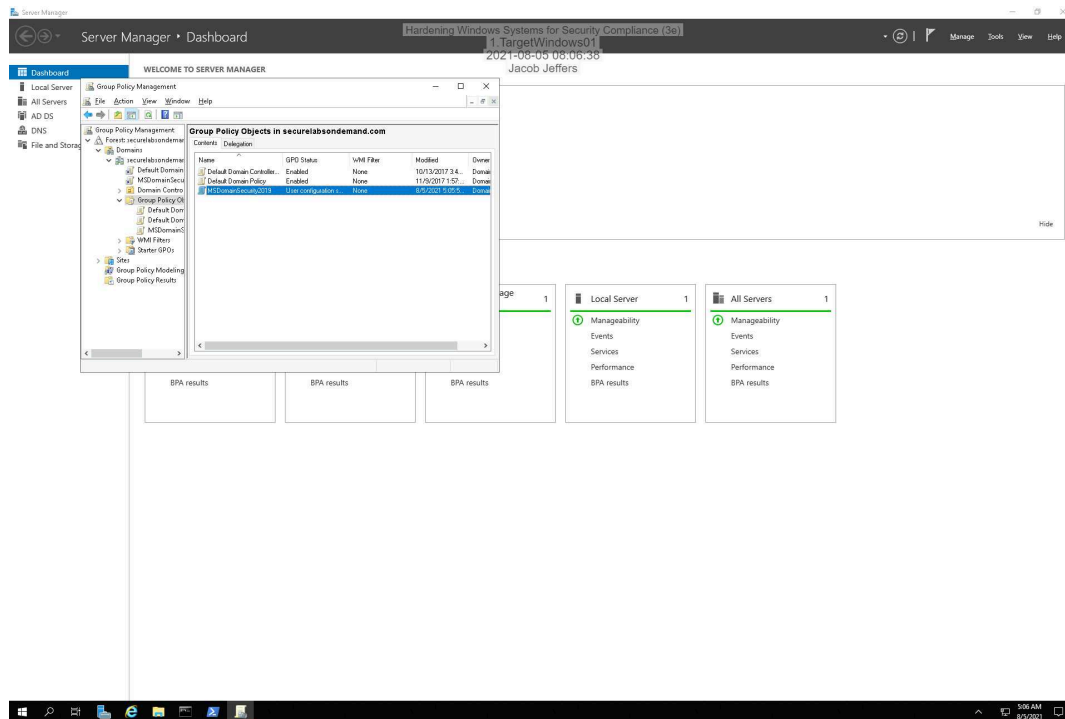 Server Manager
Server Manager • Dashboard
Manage Tools View Help
Hardening Windows Systems for Security Compliance (3e)
1.TargetWindows01
2021-08-05 08:06:38
Jacob Jeffers
Dashboard
Local Server
All Servers
AD DS
DNS
File and Storag
WELCOME TO SERVER MANAGER
Group Policy Management
File Action View Window Help
Group Policy Management
Forest: securelabsondemar
Domains
securelabsondemar
Default Domain
MSDomainSecu
Domain Contro
Group Policy Ob
Default Dom
Default Dom
MSDomainS
WMI Filters
Starter GPOs
Sites
Group Policy Modeling
Group Policy Results
Group Policy Objects in securelabsondemand.com
Contents Delegation
Name GPO Status WMI Filter Modified Owner
Default Domain Controller... Enabled None 10/13/2017 3:4... Domai
Default Domain Policy Enabled None 11/9/2017 1:57:... Domai
MSDomainSecurity2019 User configuration s... None 8/5/2021 5:05:5... Domai
Hide
age 1
BPA results
BPA results
BPA results
Local Server 1
Manageability
Events
Services
Performance
BPA results
All Servers 1
Manageability
Events
Services
Performance
BPA results
5:06 AM
8/5/2021